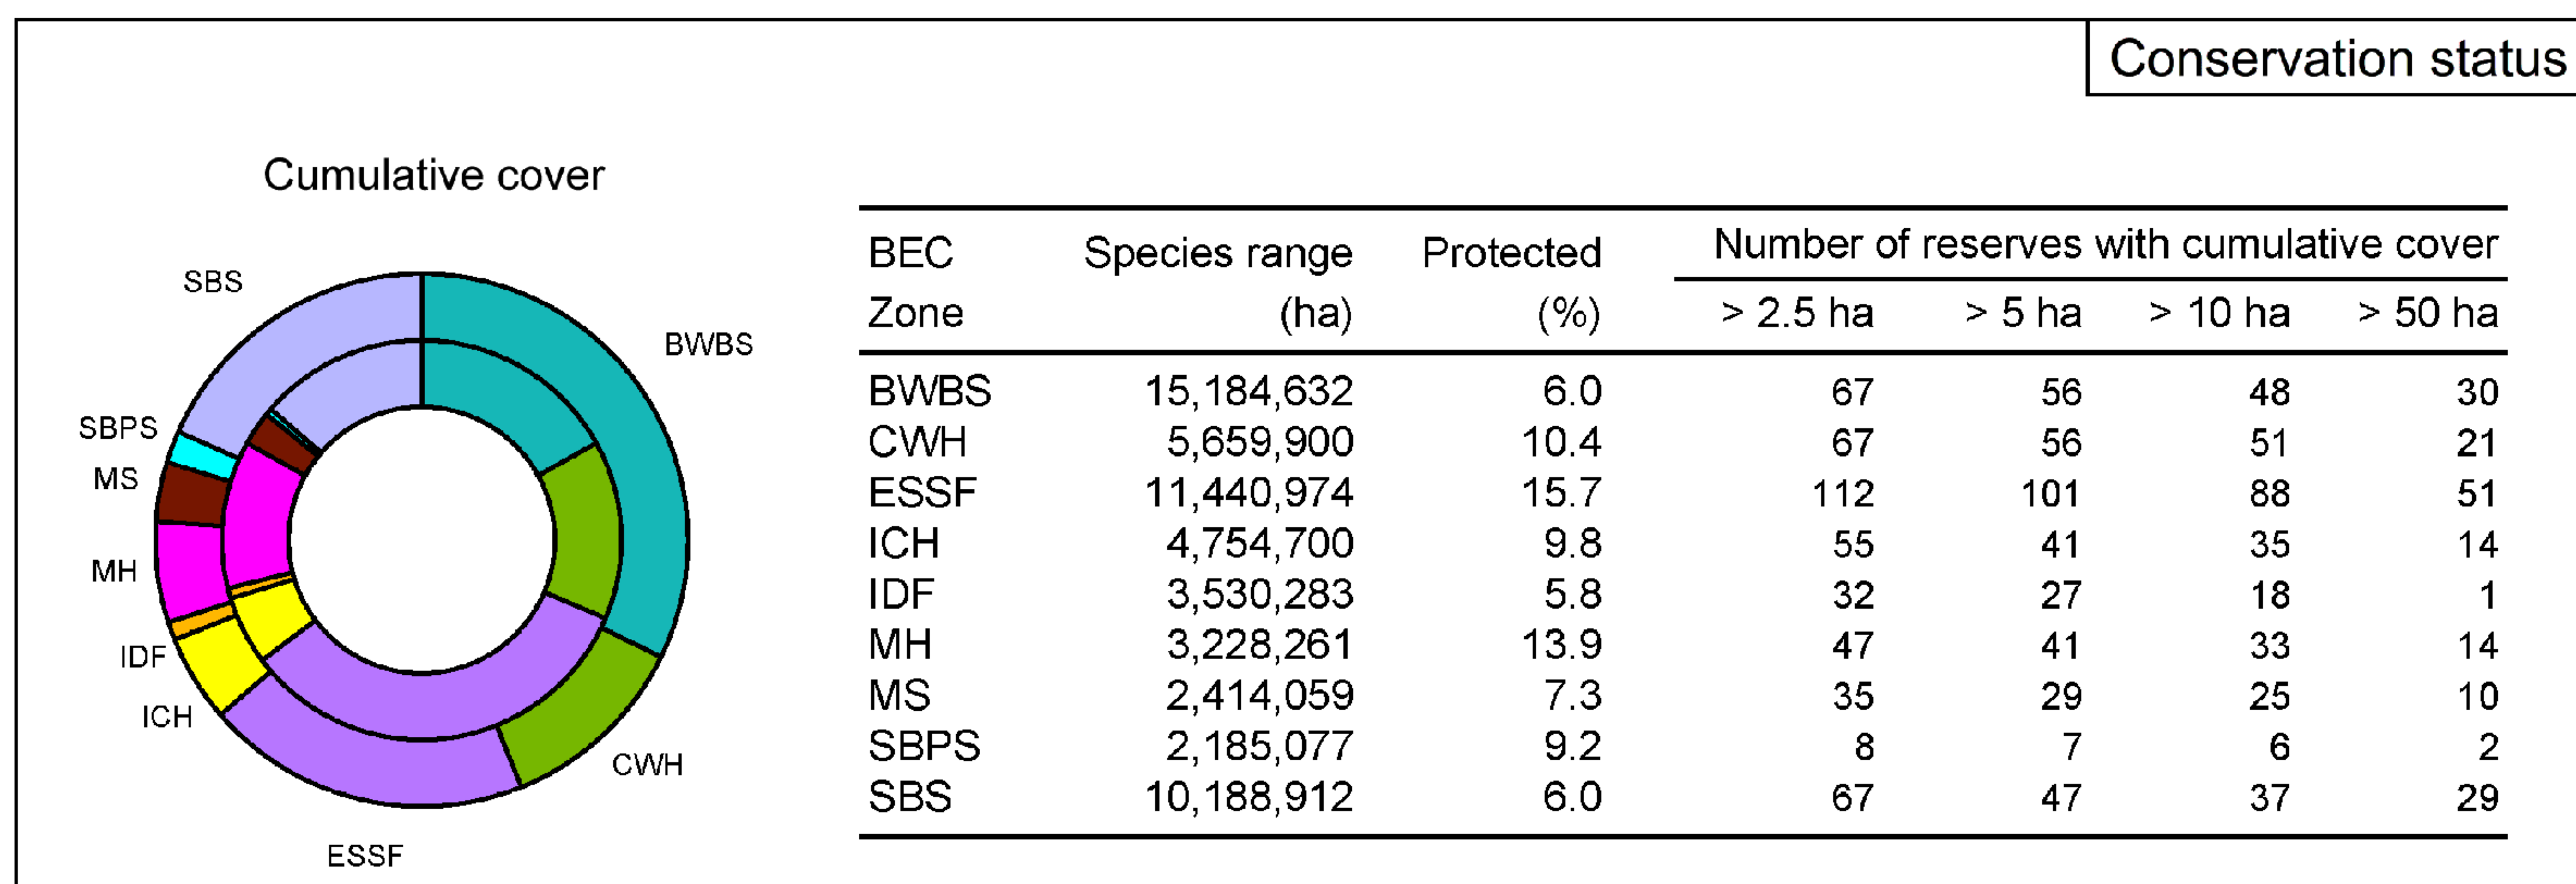 Conservation status
Cumulative cover
SBS
BWBS
SBPS
MS
MH
IDF
ICH
CWH
ESSF
BEC Species range Protected Number of reserves with cumulative cover
Zone (ha) (%) > 2.5 ha > 5 ha > 10 ha > 50 ha
BWBS 15,184,632 6.0 67 56 48 30
CWH 5,659,900 10.4 67 56 51 21
ESSF 11,440,974 15.7 112 101 88 51
ICH 4,754,700 9.8 55 41 35 14
IDF 3,530,283 5.8 32 27 18 1
MH 3,228,261 13.9 47 41 33 14
MS 2,414,059 7.3 35 29 25 10
SBPS 2,185,077 9.2 8 7 6 2
SBS 10,188,912 6.0 67 47 37 29